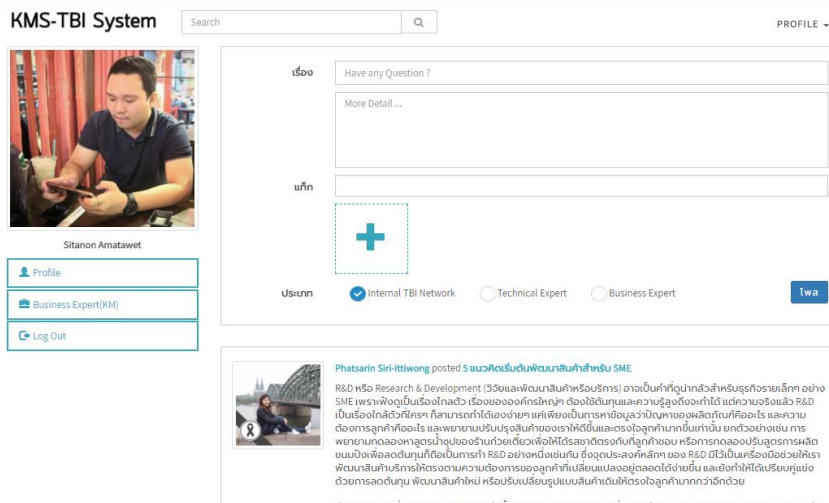 KMS-TBI System
Search
PROFILE
เรื่อง
Have any Question ?
More Detail ...
แท็ก
Sitanon Amatawet
Profile
Business Expert(KM)
Log Out
ประเภท
Internal TBI Network
Technical Expert
Business Expert
โพส
Phatsarin Siri-ittiwong posted 5 แนวคิดเริ่มต้นพัฒนาสินค้าสำหรับ SME
R&D หรือ Research & Development (วิจัยและพัฒนาสินค้าหรือบริการ) อาจเป็นคำที่ดูน่ากลัวสำหรับธุรกิจรายเล็กๆ อย่าง
SME เพราะฟังดูเป็นเรื่องไกลตัว เรื่องขององค์กรใหญ่ๆ ต้องใช้ต้นทุนและความรู้สูงถึงจะทำได้ แต่ความจริงแล้ว R&D
เป็นเรื่องใกล้ตัวที่ใครๆ ก็สามารถทำได้เองง่ายๆ แค่เพียงเป็นการหาข้อมูลว่าปัญหาของผลิตภัณฑ์คืออะไร และความ
ต้องการลูกค้าคืออะไร และพยายามปรับปรุงสินค้าของเราให้ดีขึ้นและตรงใจลูกค้ามากขึ้นเท่านั้น ยกตัวอย่างเช่น การ
พยายามทดลองหาสูตรน้ำซุปของร้านก๋วยเตี๋ยวเพื่อให้ได้รสชาติตรงกับที่ลูกค้าชอบ หรือการทดลองปรับสูตรการผลิต
ขนมปังเพื่อลดต้นทุนก็ถือเป็นการทำ R&D อย่างหนึ่งเช่นกัน ซึ่งจุดประสงค์หลักๆ ของ R&D มีไว้เป็นเครื่องมือช่วยให้เรา
พัฒนาสินค้าบริการให้ตรงตามความต้องการของลูกค้าที่เปลี่ยนแปลงอยู่ตลอดได้ง่ายขึ้น และยังทำให้ได้เปรียบคู่แข่ง
ด้วยการลดต้นทุน พัฒนาสินค้าใหม่ หรือปรับเปลี่ยนรูปแบบสินค้าเดิมให้ตรงใจลูกค้ามากกว่าอีกด้วย